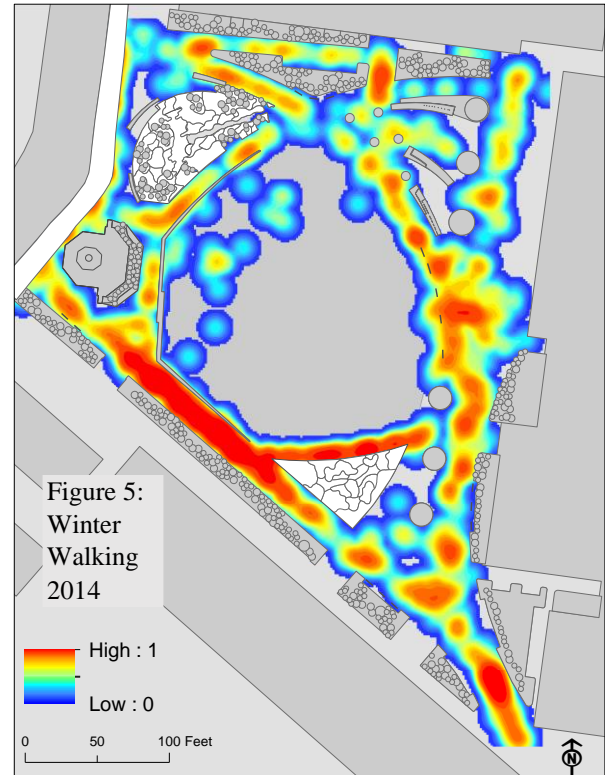 Figure 5:
Winter
Walking
2014
High : 1
Low : 0
0 50 100 Feet
N